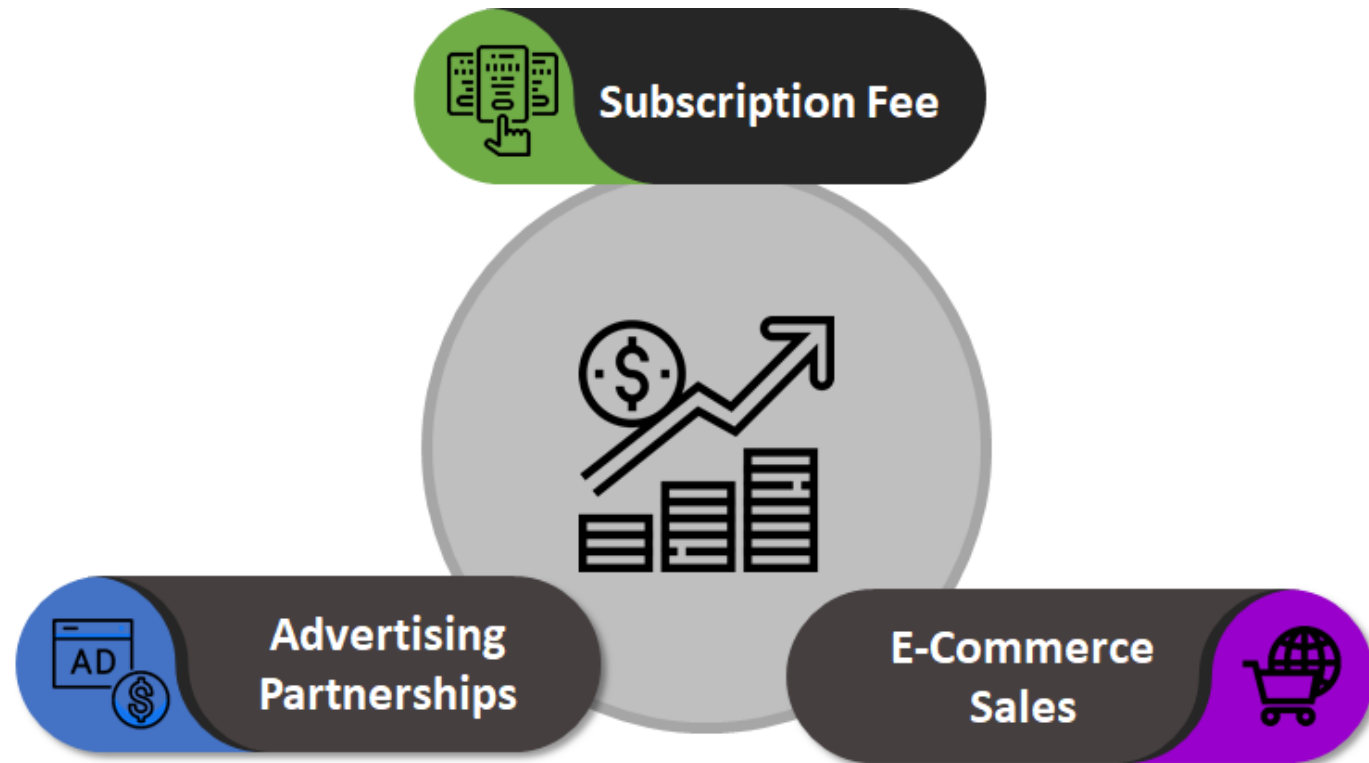 Subscription Fee
$
Advertising
Partnerships
AD
$
E-Commerce
Sales